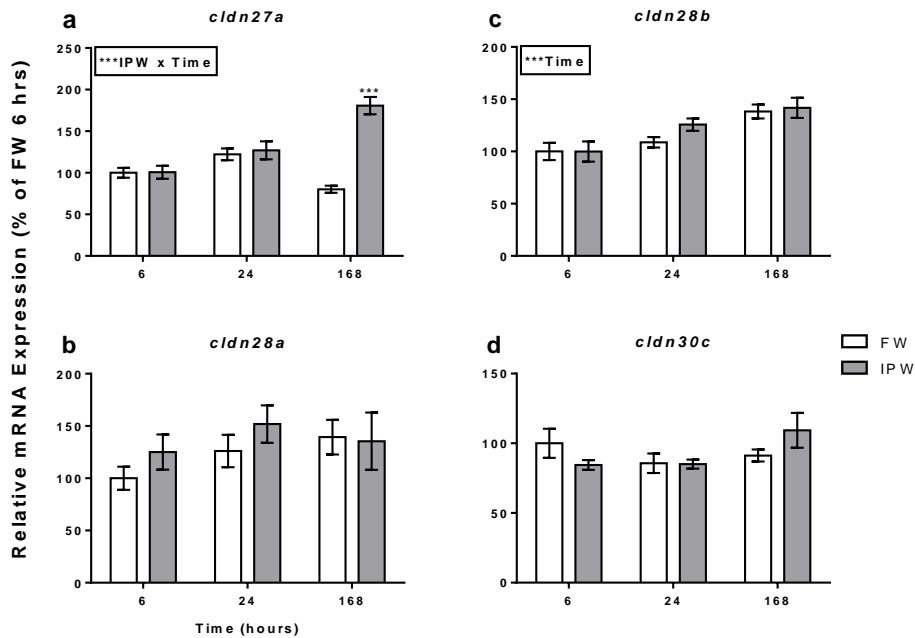 a
cldn27a
***IPW x Time
***
250
200
150
100
50
0
6
24
168
c
cldn28b
***Time
200
150
100
50
0
6
24
168
Relative mRNA Expression (% of FW 6 hrs)
b
cldn28a
200
150
100
50
0
6
24
168
Time (hours)
d
cldn30c
150
100
50
0
6
24
168
FW
IPW